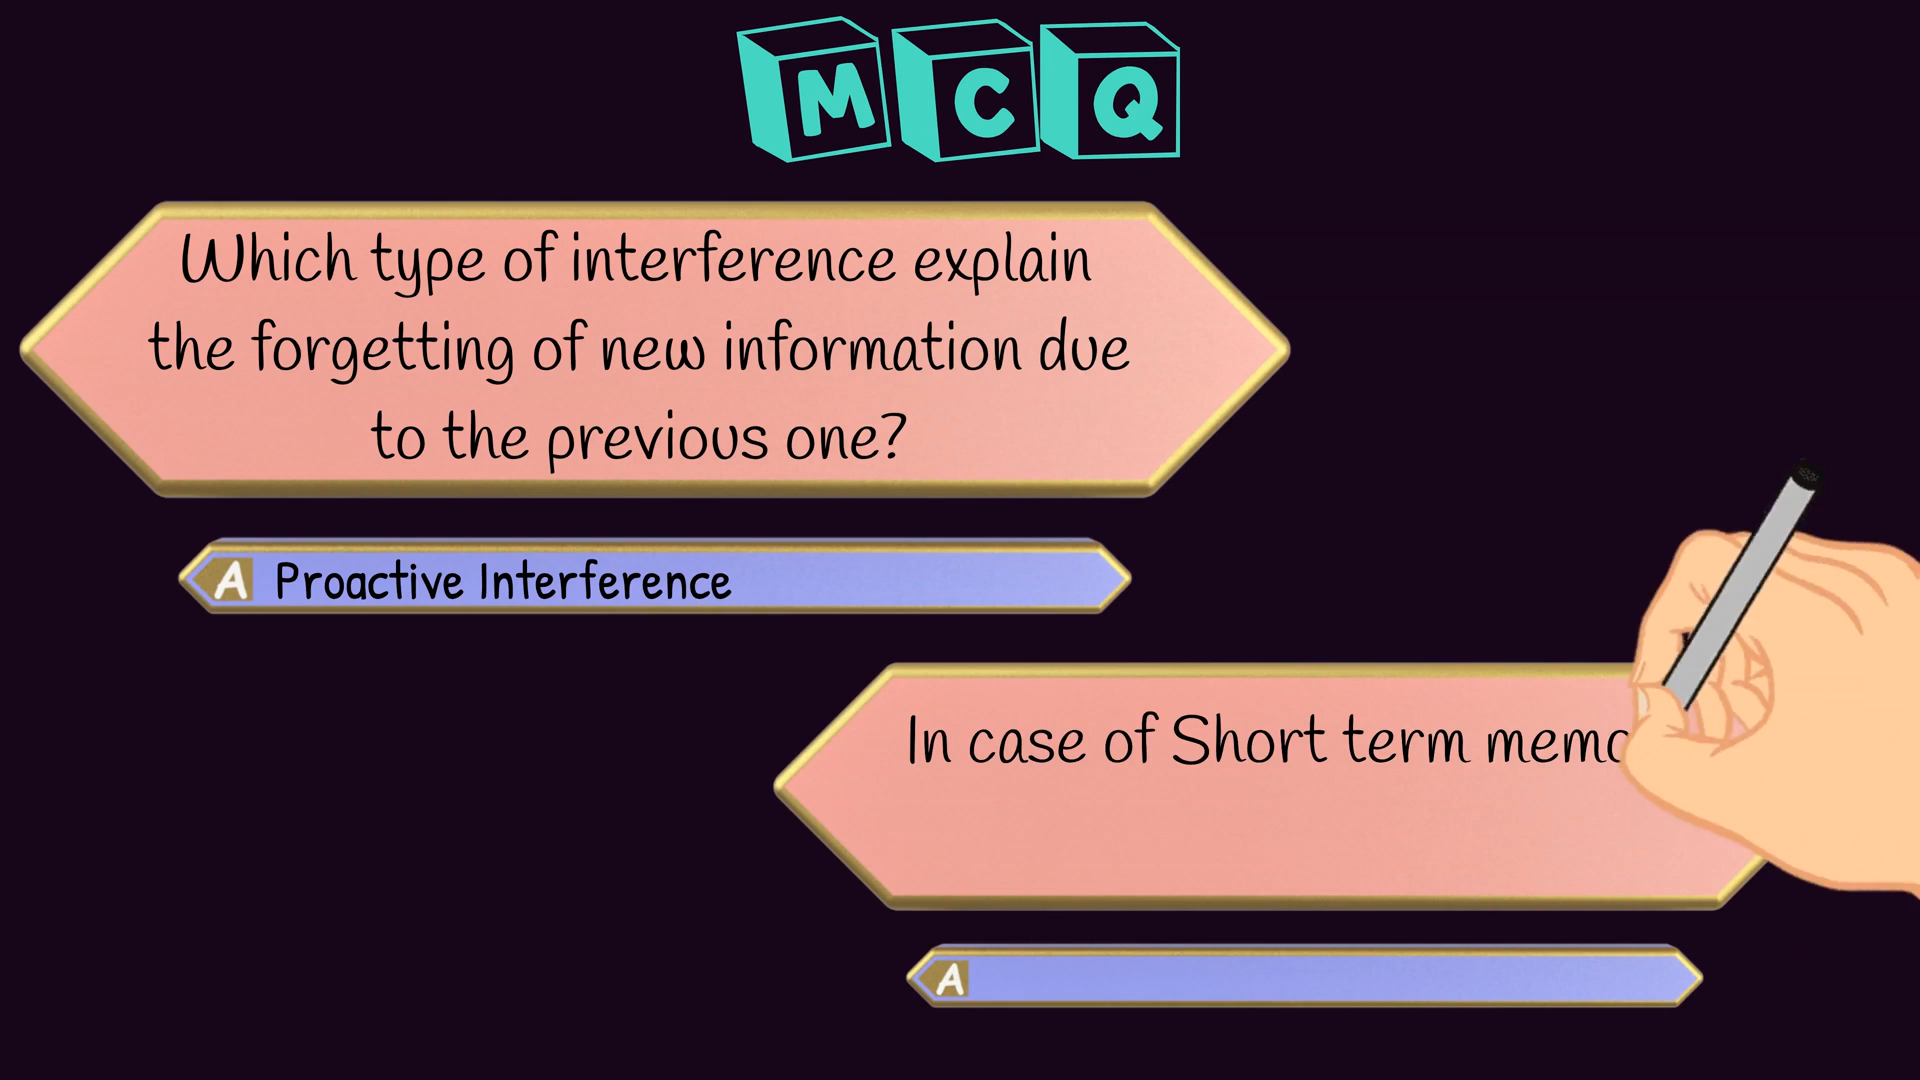 MCQ
Which type of interference explain
the forgetting of new information due
to the previous one?
A Proactive Interference
In case of Short term
A